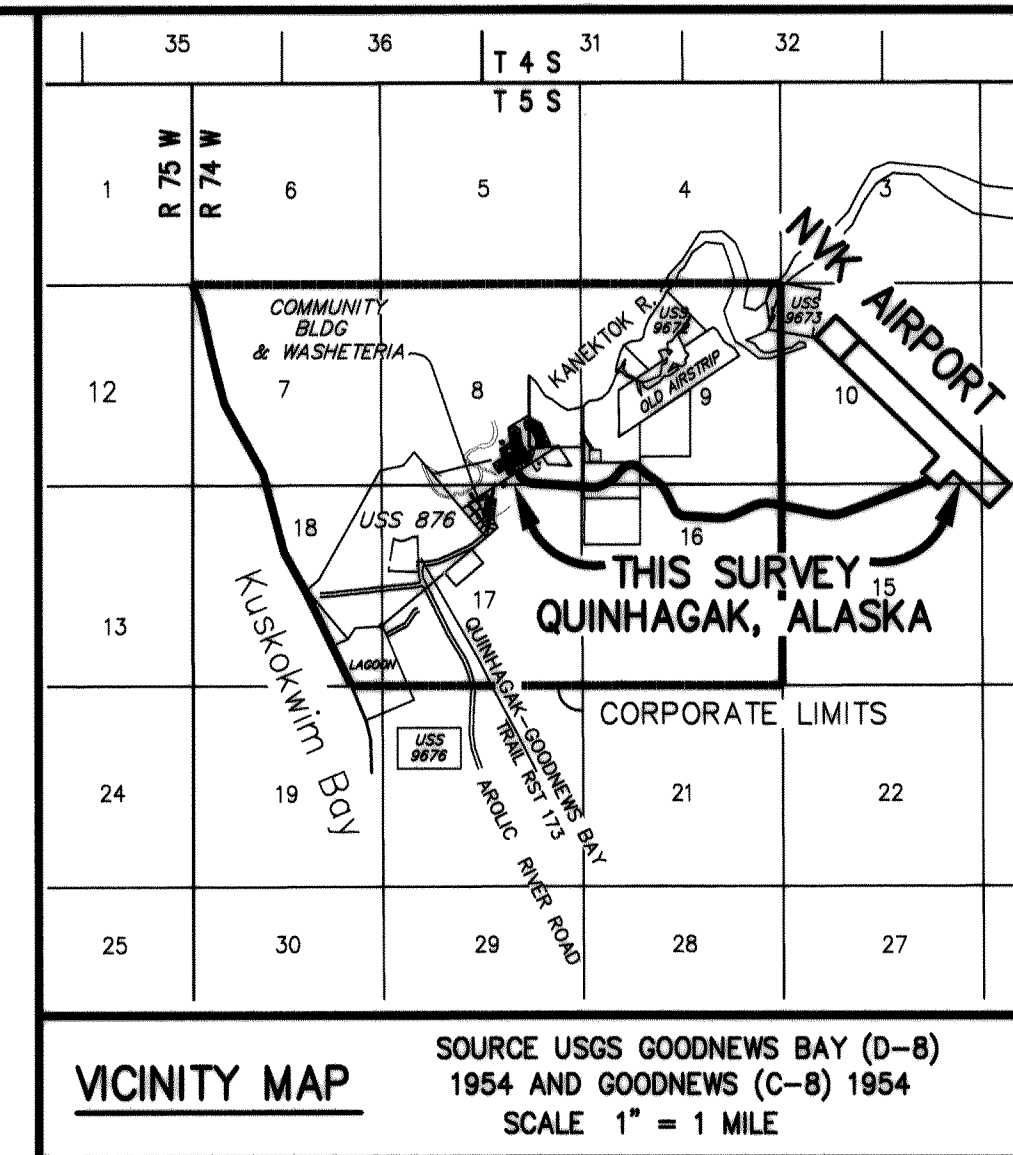 35 36 31 32
T 4 S
T 5 S
R 75 W
R 74 W
1 6 5 4 3
NVK
AIRPORT
COMMUNITY
BLDG
& WASHETERIA
KANEKTOK R.
USS
9673
USS
OLD AIRSTRIP
12 7 8 9 10
18 USS 876 16
THIS SURVEY
QUINHAGAK, ALASKA
13 17 15
Kuskokwim Bay
LAGOON
CORPORATE LIMITS
QUINHAGAK-GOODNEWS BAY
TRAIL RST 173
USS
9676
AROLIC RIVER ROAD
24 19 21 22
25 30 29 28 27
VICINITY MAP
SOURCE USGS GOODNEWS BAY (D-8)
1954 AND GOODNEWS (C-8) 1954
SCALE 1" = 1 MILE